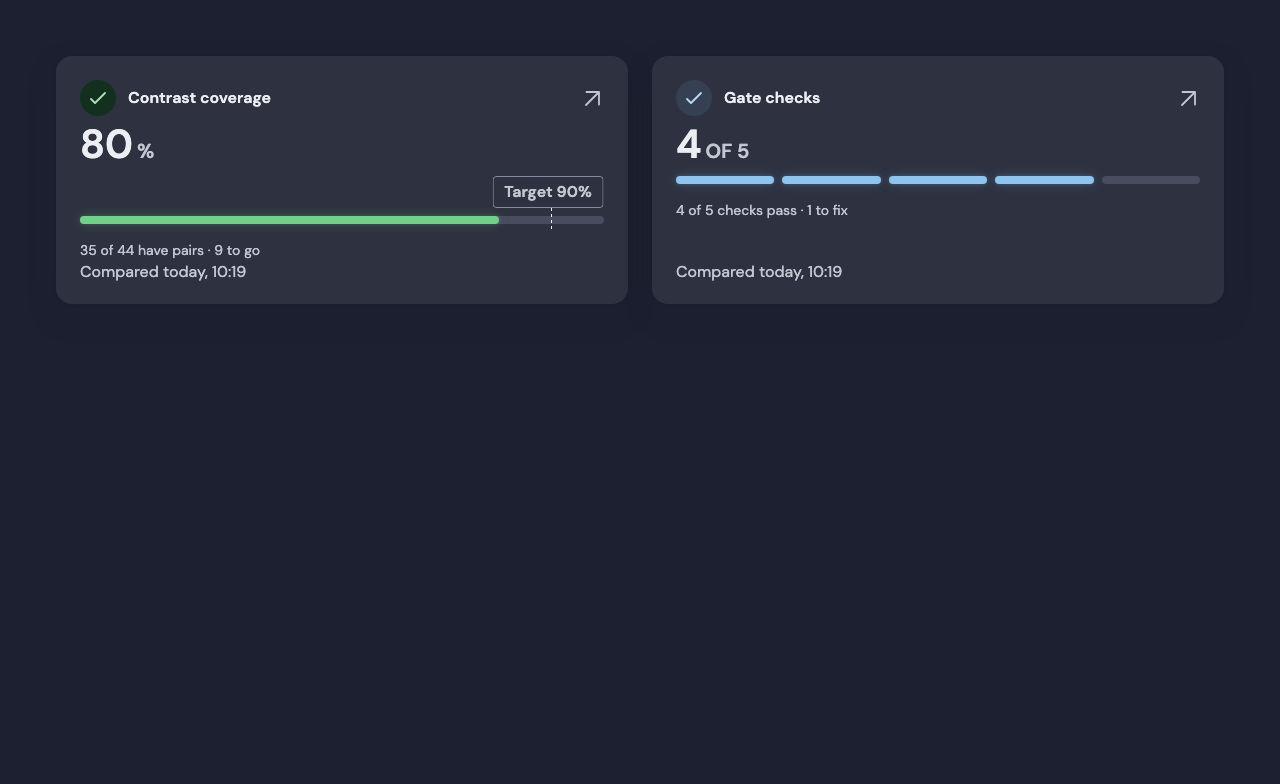 Contrast coverage
80 %
Target 90%
35 of 44 have pairs · 9 to go
Compared today, 10:19
Gate checks
4 OF 5
4 of 5 checks pass · 1 to fix
Compared today, 10:19